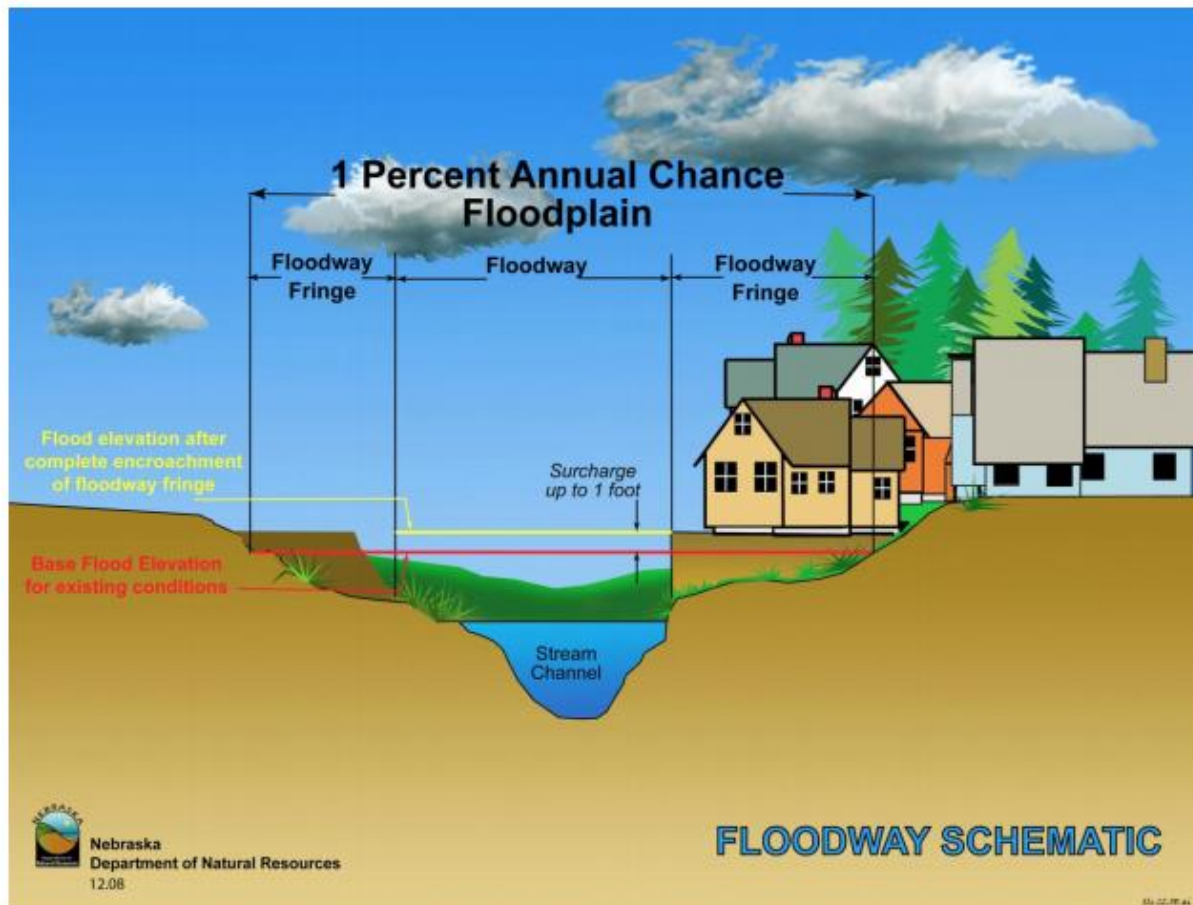 1 Percent Annual Chance
Floodplain
Floodway
Fringe
Floodway
Floodway
Fringe
Flood elevation after
complete encroachment
of floodway fringe
Surcharge
up to 1 foot
Base Flood Elevation
for existing conditions
Stream
Channel
NEBRASKA
Nebraska
Department of Natural Resources
12.08
FLOODWAY SCHEMATIC